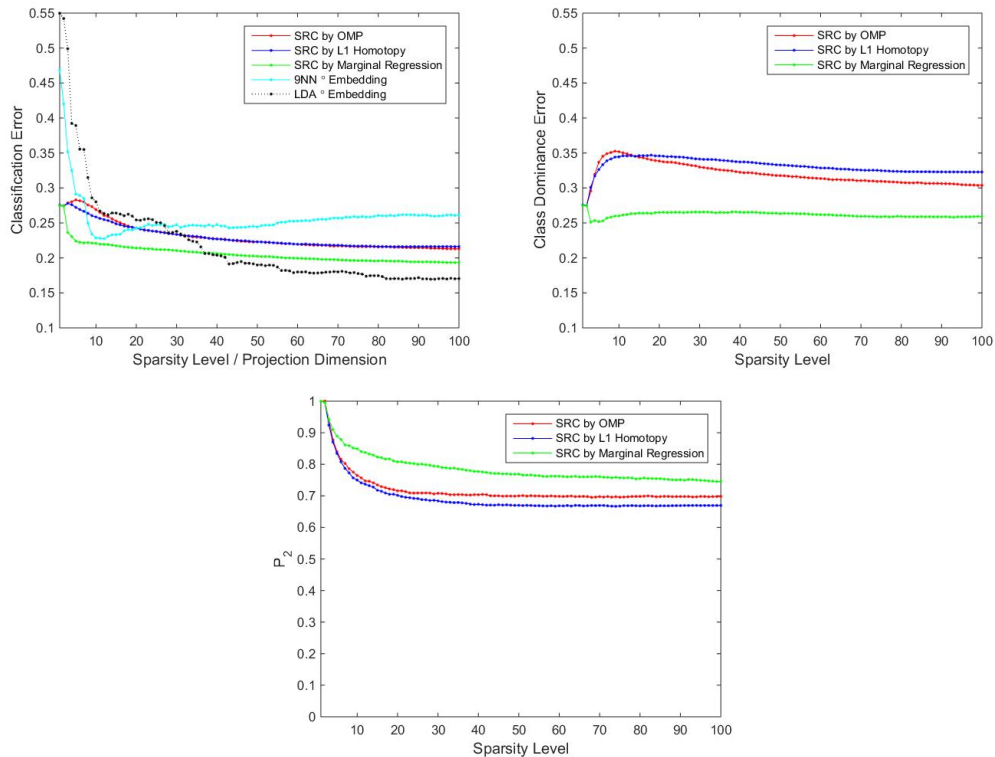 Classification Error
0.55
0.5
0.45
0.4
0.35
0.3
0.25
0.2
0.15
0.1
SRC by OMP
SRC by L1 Homotopy
SRC by Marginal Regression
9NN ° Embedding
LDA ° Embedding
10 20 30 40 50 60 70 80 90 100
Sparsity Level / Projection Dimension
Class Dominance Error
0.55
0.5
0.45
0.4
0.35
0.3
0.25
0.2
0.15
0.1
SRC by OMP
SRC by L1 Homotopy
SRC by Marginal Regression
10 20 30 40 50 60 70 80 90 100
Sparsity Level
P2
1
0.9
0.8
0.7
0.6
0.5
0.4
0.3
0.2
0.1
0
SRC by OMP
SRC by L1 Homotopy
SRC by Marginal Regression
10 20 30 40 50 60 70 80 90 100
Sparsity Level